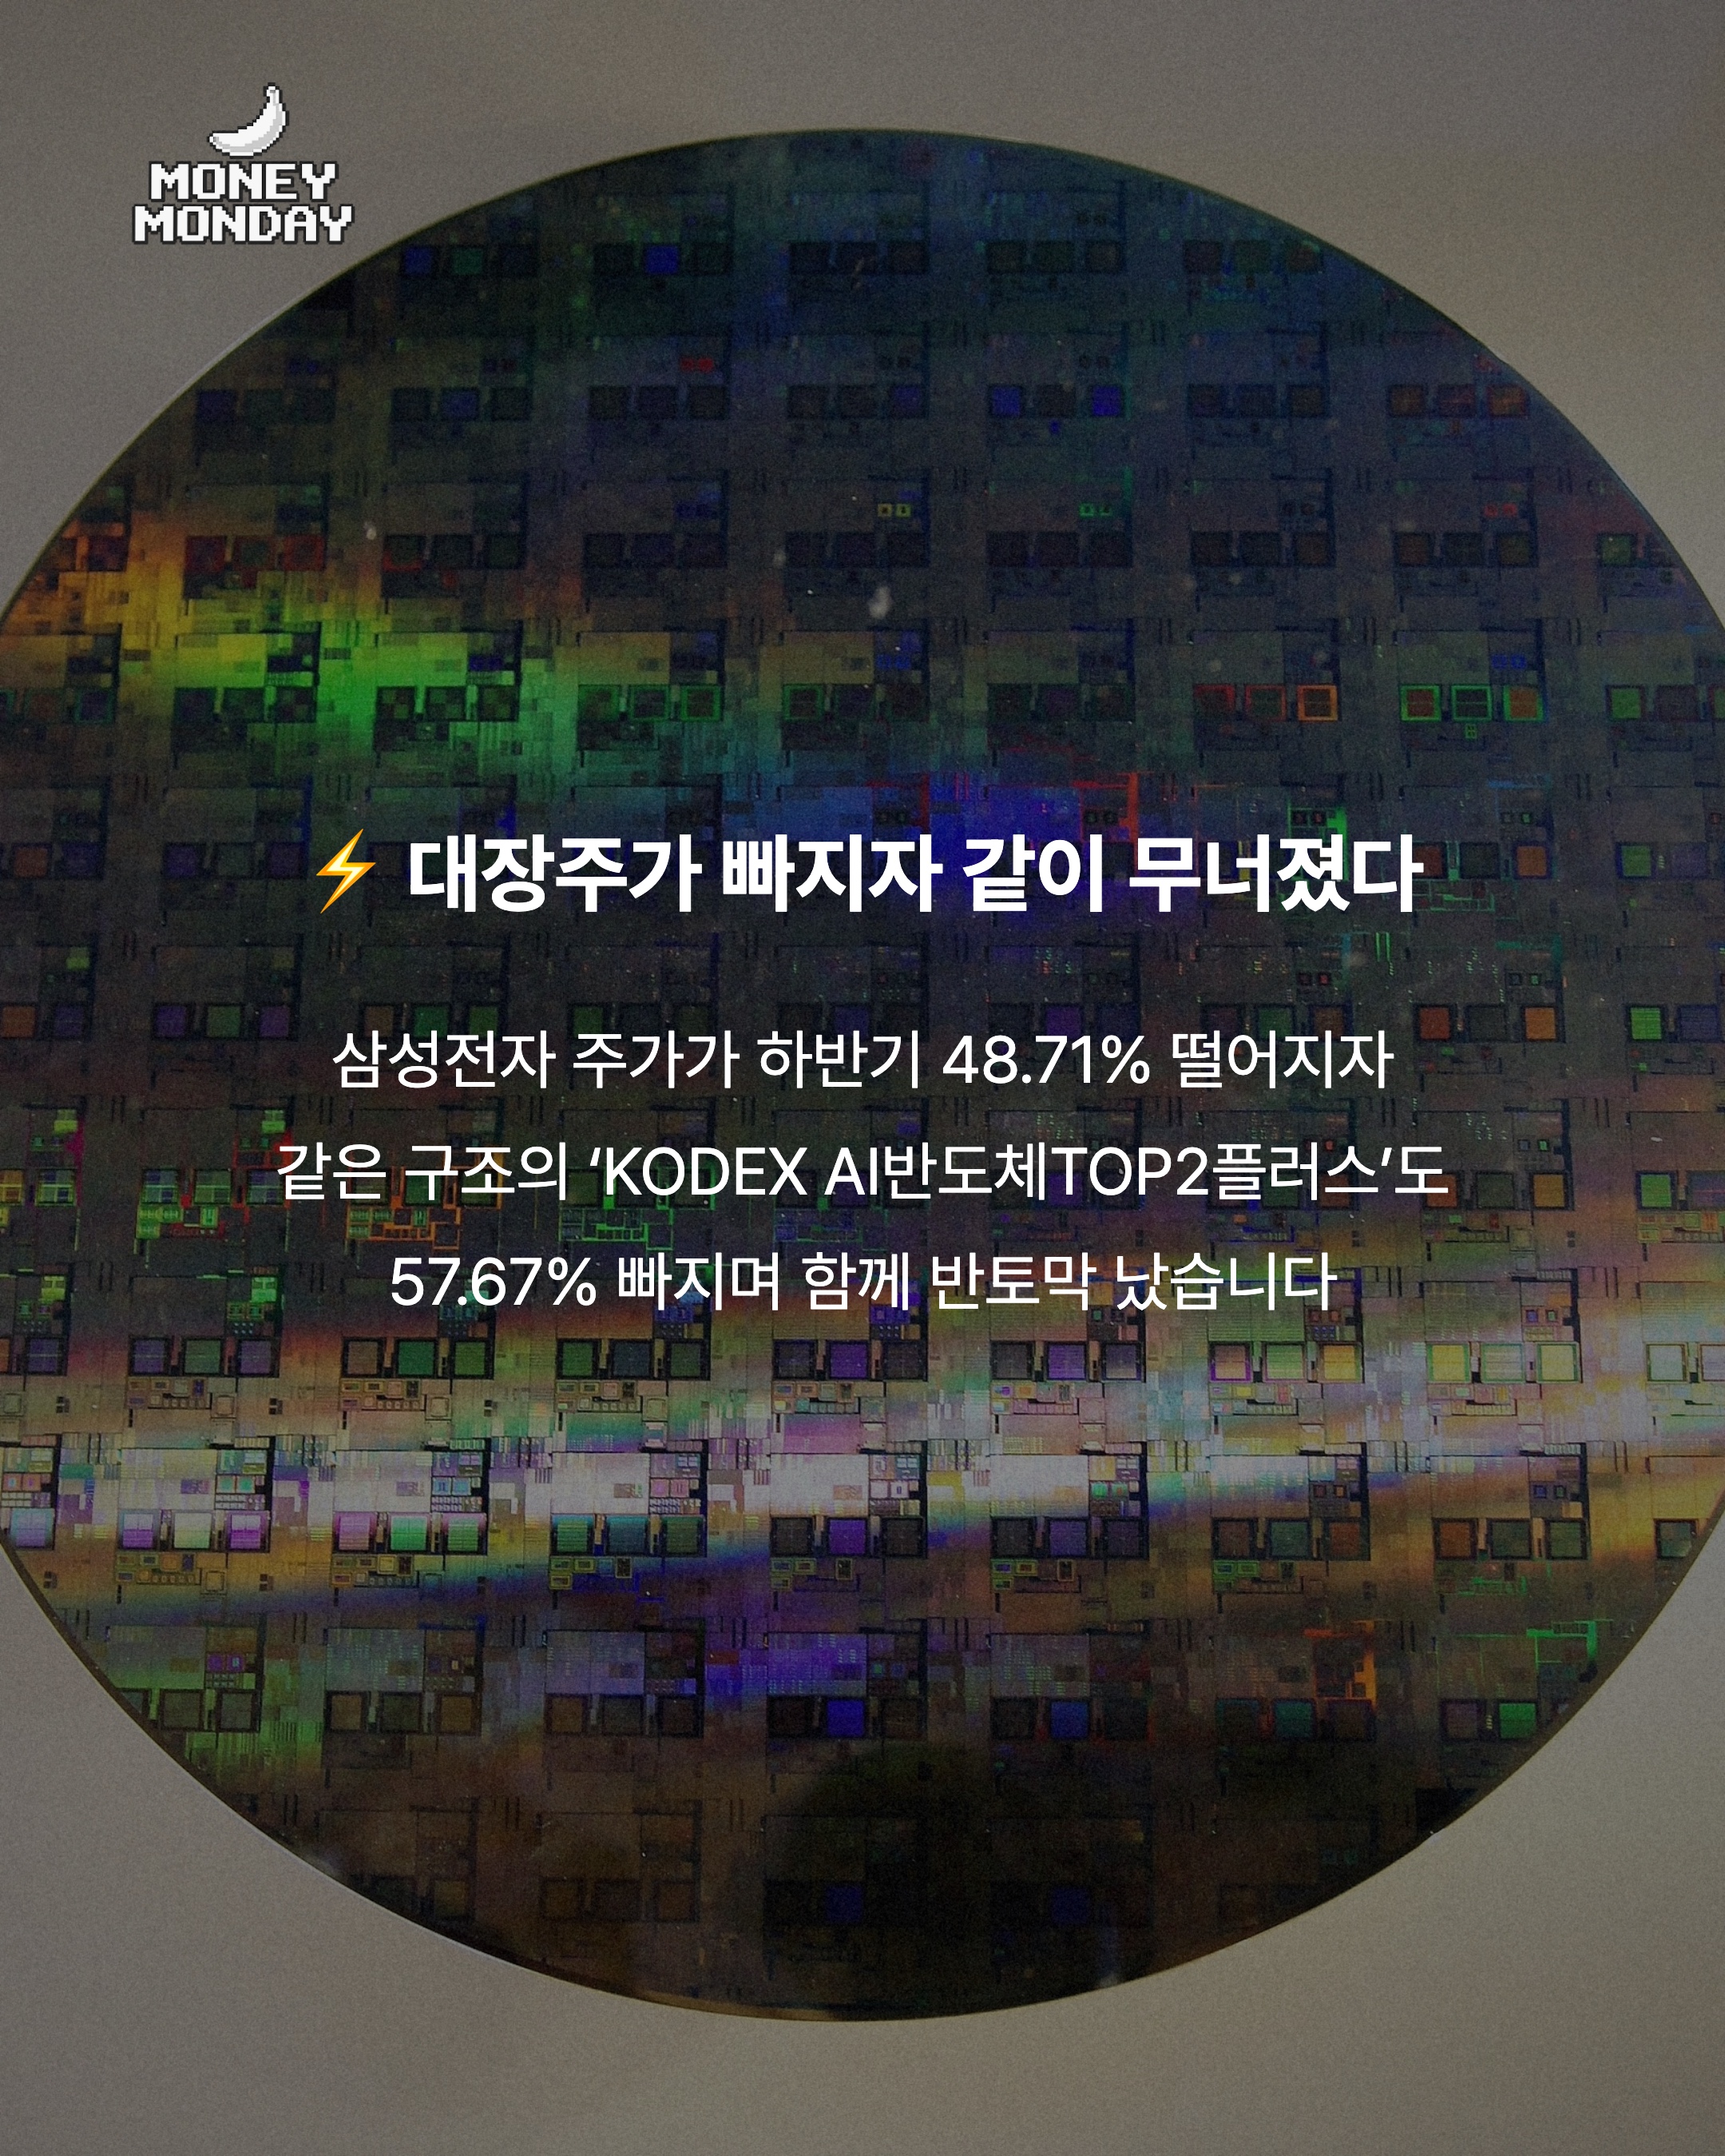 MONEY
MONDAY
⚡ 대장주가 빠지자 같이 무너졌다
삼성전자 주가가 하반기 48.71% 떨어지자
같은 구조의 ‘KODEX AI반도체TOP2플러스’도
57.67% 빠지며 함께 반토막 났습니다